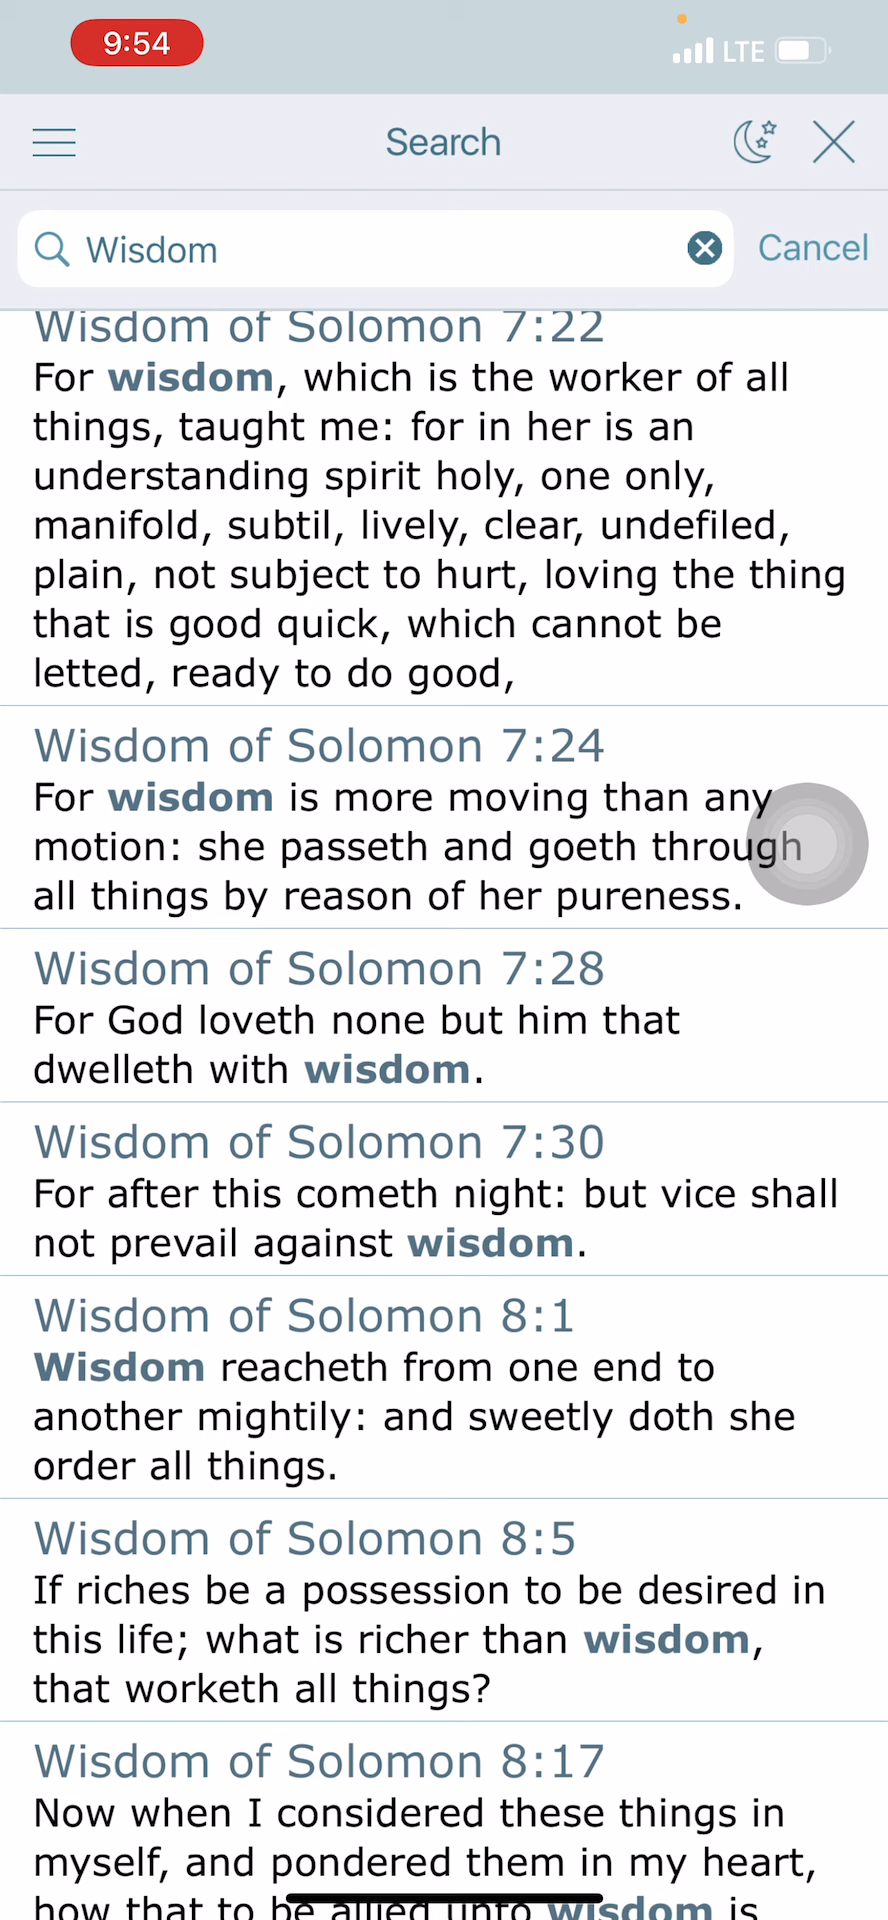 9:54
LTE
Search
Wisdom
Cancel
Wisdom of Solomon 7:22
For wisdom, which is the worker of all
things, taught me: for in her is an
understanding spirit holy, one only,
manifold, subtil, lively, clear, undefiled,
plain, not subject to hurt, loving the thing
that is good quick, which cannot be
letted, ready to do good,
Wisdom of Solomon 7:24
For wisdom is more moving than any
motion: she passeth and goeth through
all things by reason of her pureness.
Wisdom of Solomon 7:28
For God loveth none but him that
dwelleth with wisdom.
Wisdom of Solomon 7:30
For after this cometh night: but vice shall
not prevail against wisdom.
Wisdom of Solomon 8:1
Wisdom reacheth from one end to
another mightily: and sweetly doth she
order all things.
Wisdom of Solomon 8:5
If riches be a possession to be desired in
this life; what is richer than wisdom,
that worketh all things?
Wisdom of Solomon 8:17
Now when I considered these things in
myself, and pondered them in my heart,
how that to be allied unto wisdom is